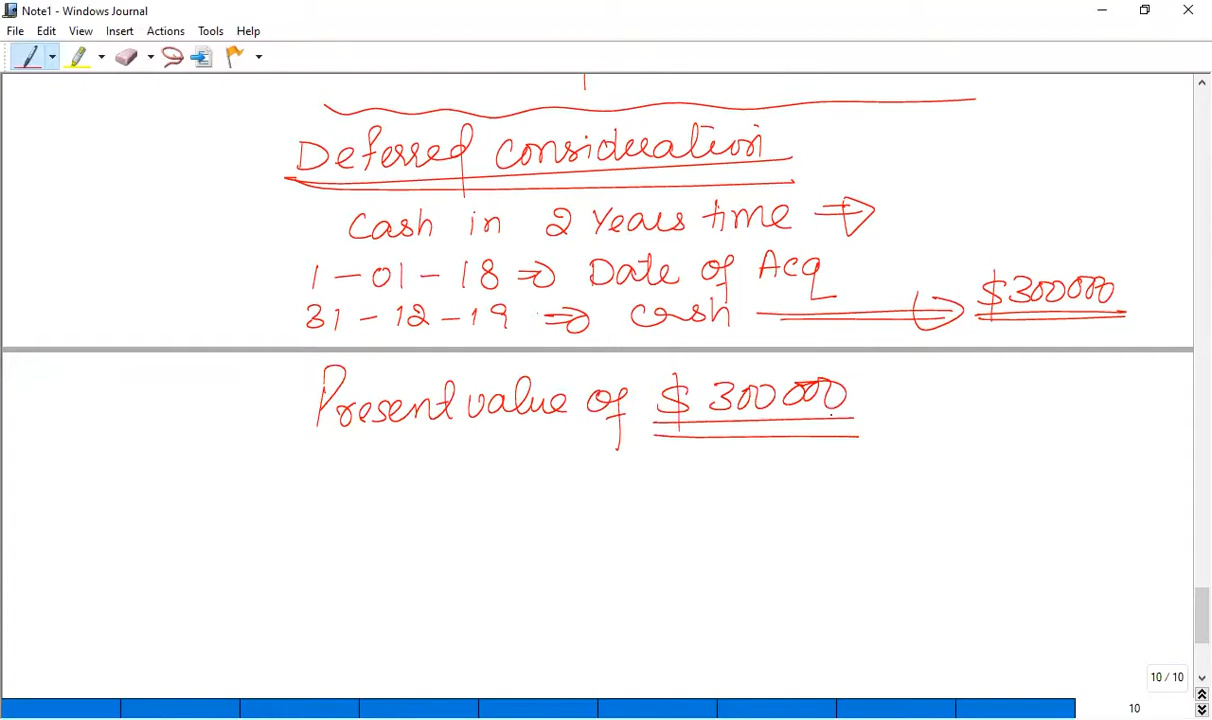 Note1 - Windows Journal
File Edit View Insert Actions Tools Help
Deferred consideration
Cash in 2 Years time ⇒
1-01-18 ⇒ Date of Acq
31-12-19 ⇒ Cash ⇒ $300000
Present value of $300000
10 / 10
10